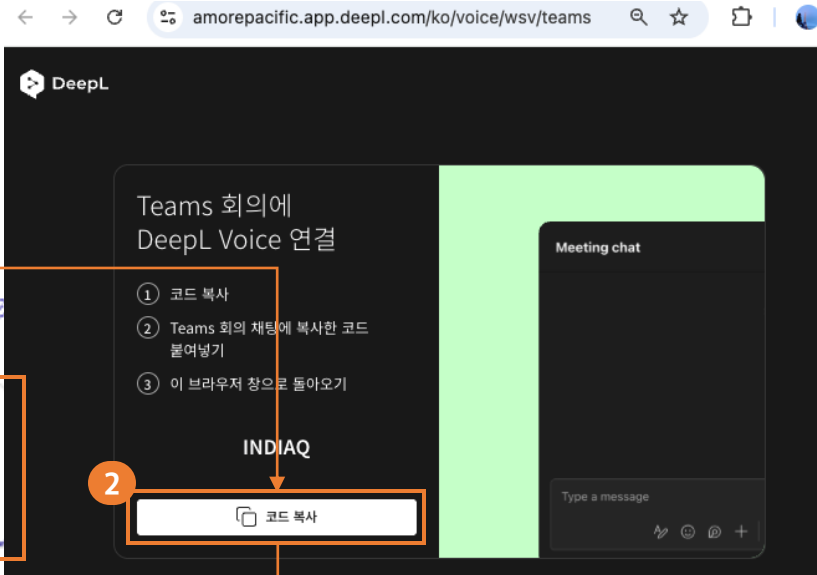 amorepacific.app.deepl.com/ko/voice/wsv/teams
DeepL
Teams 회의에
DeepL Voice 연결
1 코드 복사
2 Teams 회의 채팅에 복사한 코드
붙여넣기
3 이 브라우저 창으로 돌아오기
INDIAQ
2
코드 복사
Meeting chat
Type a message